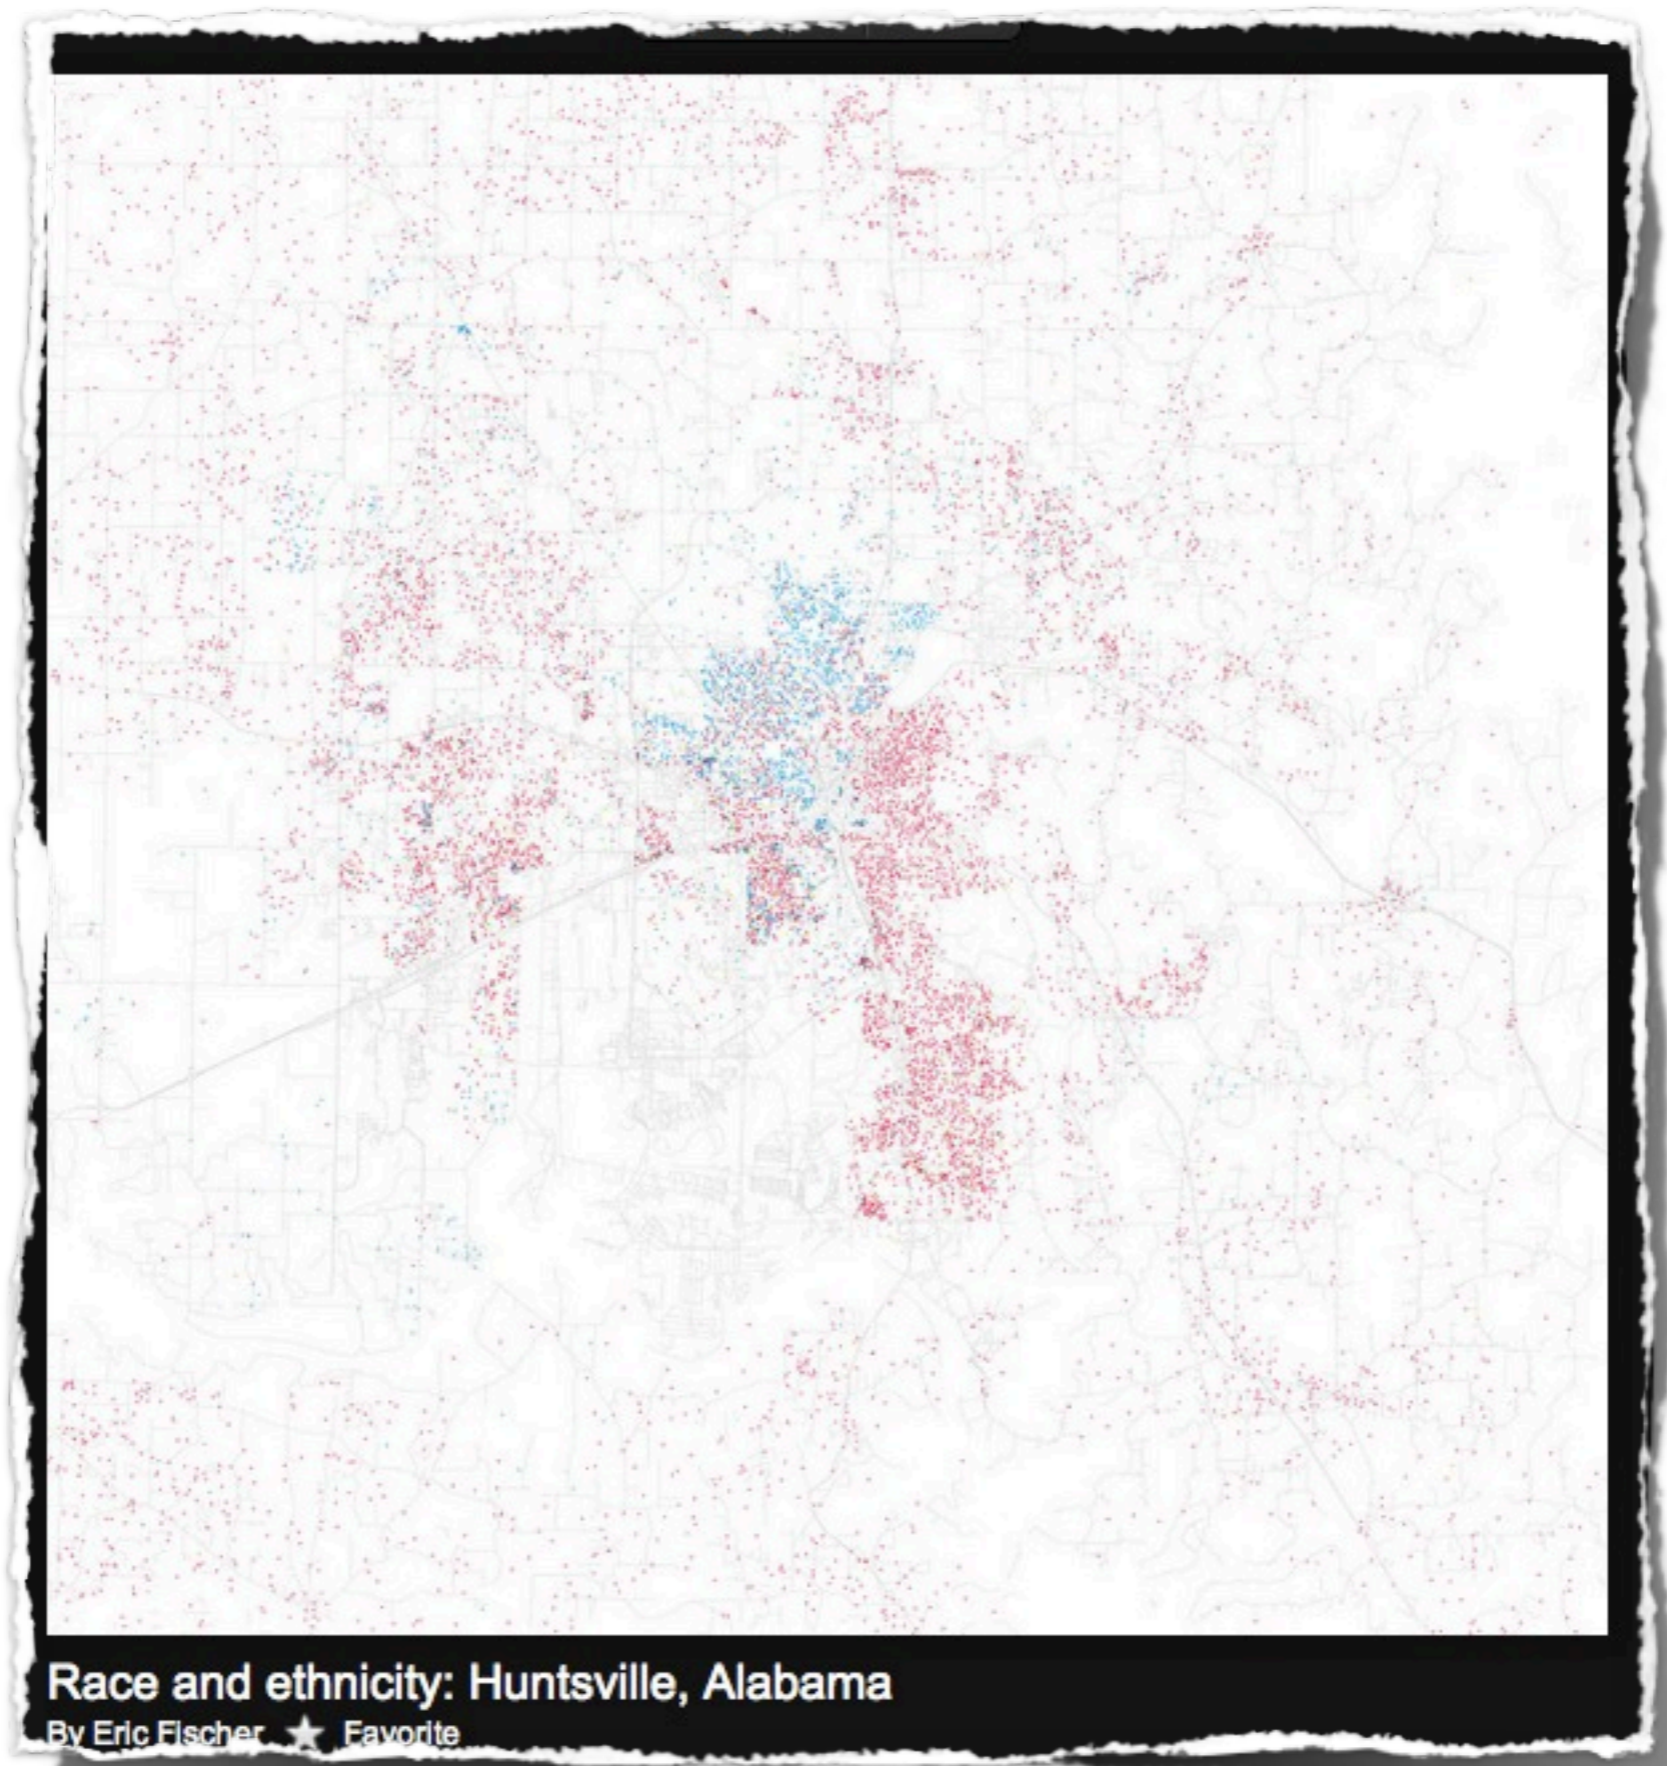 Race and ethnicity: Huntsville, Alabama
By Eric Fischer ★ Favorite